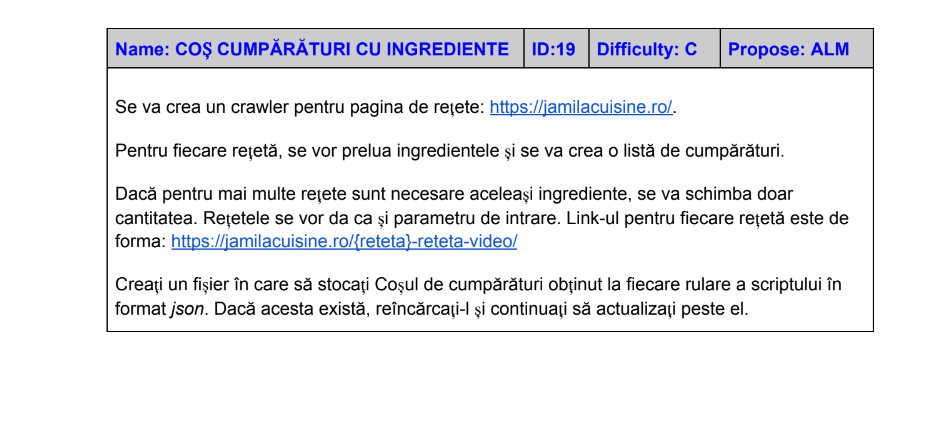 Name: COȘ CUMPĂRĂTURI CU INGREDIENTE ID:19 Difficulty: C Propose: ALM
Se va crea un crawler pentru pagina de rețete: https://jamilacuisine.ro/.
Pentru fiecare rețetă, se vor prelua ingredientele și se va crea o listă de cumpărături.
Dacă pentru mai multe rețete sunt necesare aceleași ingrediente, se va schimba doar
cantitatea. Rețetele se vor da ca și parametru de intrare. Link-ul pentru fiecare rețetă este de
forma: https://jamilacuisine.ro/{reteta}-reteta-video/
Creați un fișier în care să stocați Coșul de cumpărături obținut la fiecare rulare a scriptului în
format json. Dacă acesta există, reîncărcați-l și continuați să actualizați peste el.